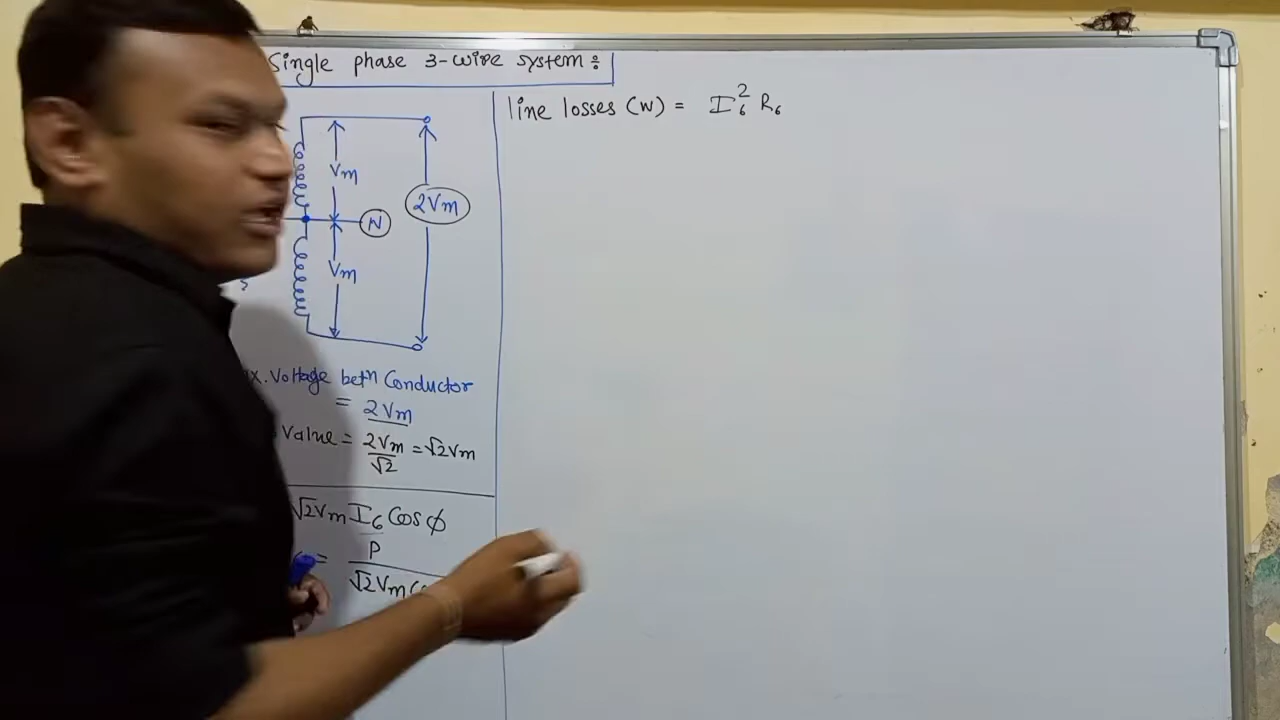 Single phase 3-wire system:
line losses (W) = I₆² R₆
Vm
2Vm
N
Vm
Voltage betn Conductor
= 2Vm
Value = 2Vm/√2 = √2Vm
√2Vm I₆ Cosϕ
= P/√2Vm